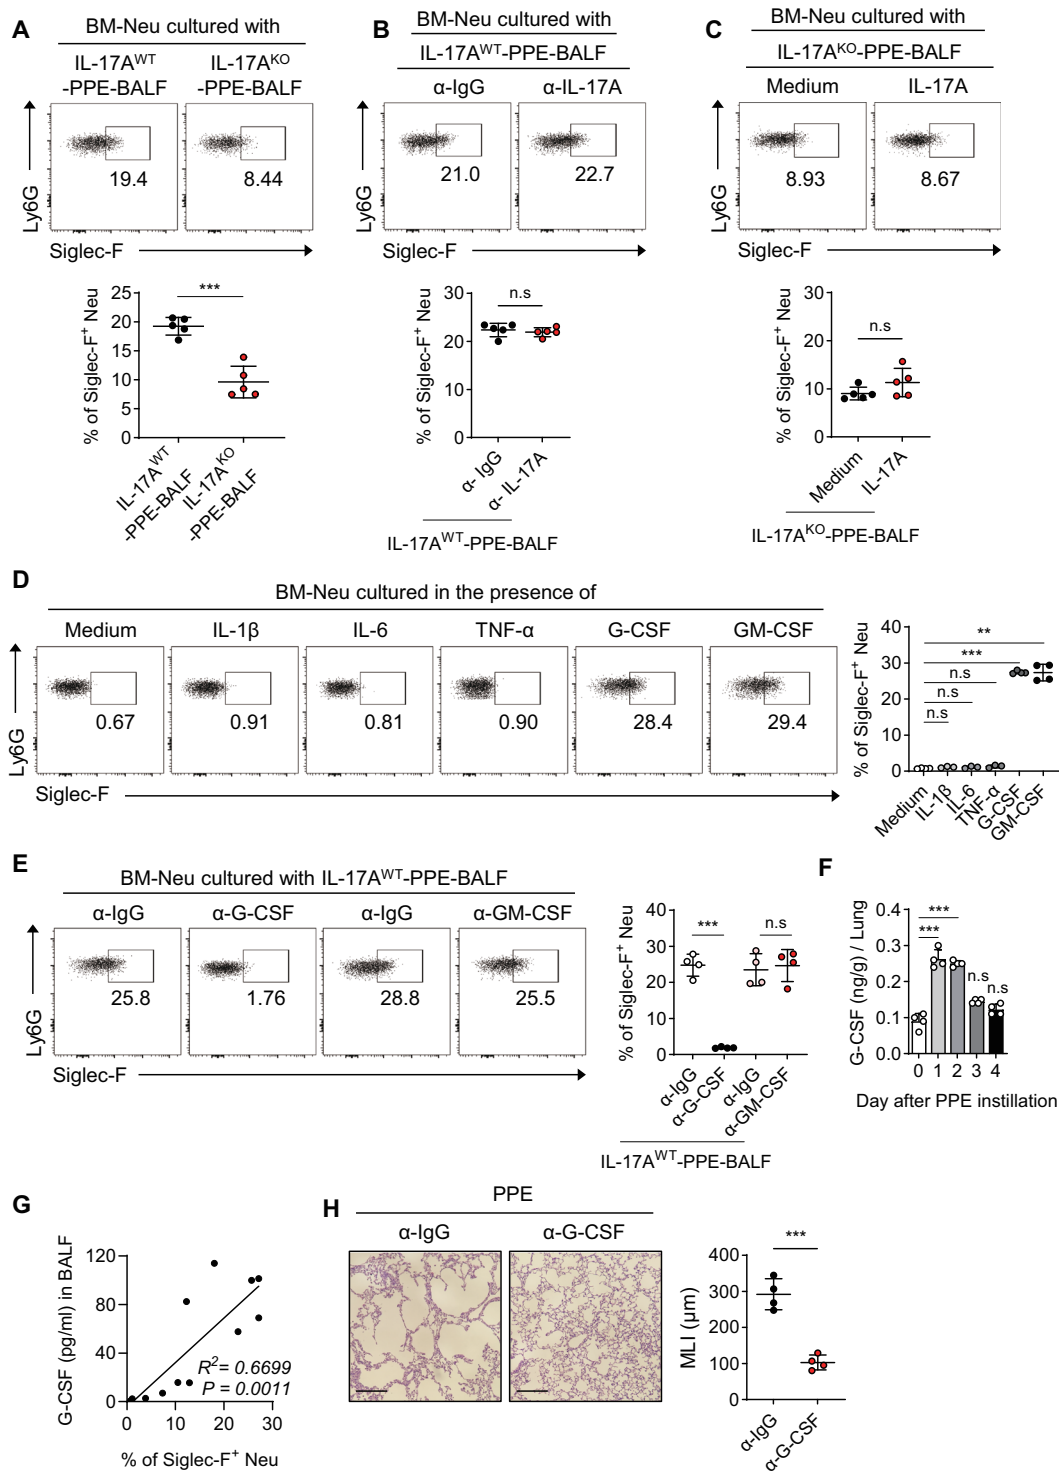 A
BM-Neu cultured with
IL-17A^WT -PPE-BALF
IL-17A^KO -PPE-BALF
19.4
8.44
Ly6G
Siglec-F
% of Siglec-F+ Neu
25
20
15
10
5
0
***
IL-17A^WT -PPE-BALF
IL-17A^KO -PPE-BALF
B
BM-Neu cultured with
IL-17A^WT-PPE-BALF
α-IgG
α-IL-17A
21.0
22.7
Ly6G
Siglec-F
% of Siglec-F+ Neu
30
20
10
0
n.s
α-IgG
α- IL-17A
IL-17A^WT-PPE-BALF
C
BM-Neu cultured with
IL-17A^KO-PPE-BALF
Medium
IL-17A
8.93
8.67
Ly6G
Siglec-F
% of Siglec-F+ Neu
30
20
10
0
n.s
Medium
IL-17A
IL-17A^KO-PPE-BALF
D
BM-Neu cultured in the presence of
Medium
IL-1β
IL-6
TNF-α
G-CSF
GM-CSF
0.67
0.91
0.81
0.90
28.4
29.4
Ly6G
Siglec-F
% of Siglec-F+ Neu
40
30
20
10
0
**
***
n.s
n.s
n.s
Medium
IL-1β
IL-6
TNF-α
G-CSF
GM-CSF
E
BM-Neu cultured with IL-17A^WT-PPE-BALF
α-IgG
α-G-CSF
α-IgG
α-GM-CSF
25.8
1.76
28.8
25.5
Ly6G
Siglec-F
% of Siglec-F+ Neu
40
30
20
10
0
***
n.s
α-IgG
α-G-CSF
α-IgG
α-GM-CSF
IL-17A^WT-PPE-BALF
F
G-CSF (ng/g) / Lung
0.4
0.3
0.2
0.1
0.0
***
***
n.s
n.s
0 1 2 3 4
Day after PPE instillation
G
G-CSF (pg/ml) in BALF
120
80
40
0
R2= 0.6699
P = 0.0011
0 10 20 30
% of Siglec-F+ Neu
H
PPE
α-IgG
α-G-CSF
MLI (μm)
400
300
200
100
0
***
α-IgG
α-G-CSF